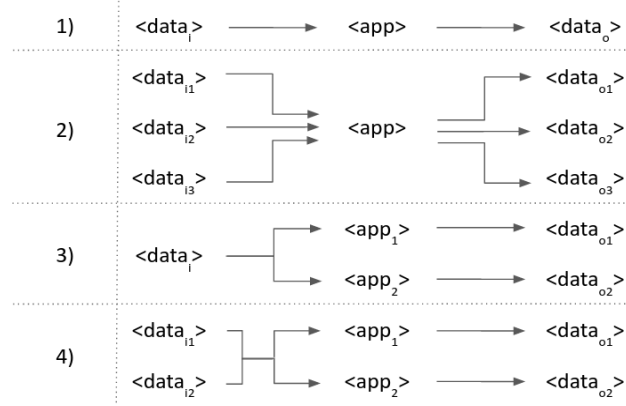 1) <data_i> <app> <data_o>
<data_i1> <data_o1>
2) <data_i2> <app> <data_o2>
<data_i3> <data_o3>
<app_1> <data_o1>
3) <data_i>
<app_2> <data_o2>
<data_i1> <app_1> <data_o1>
4)
<data_i2> <app_2> <data_o2>